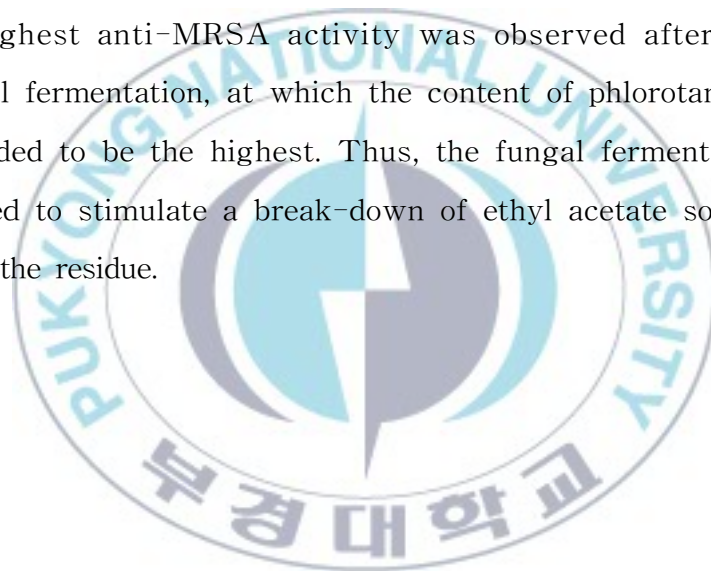 ghest anti-MRSA activity was observed after
l fermentation, at which the content of phlorotan
ded to be the highest. Thus, the fungal ferment
ed to stimulate a break-down of ethyl acetate so
the residue.
PUKYONG NATIONAL UNIVERSITY
부경대학교